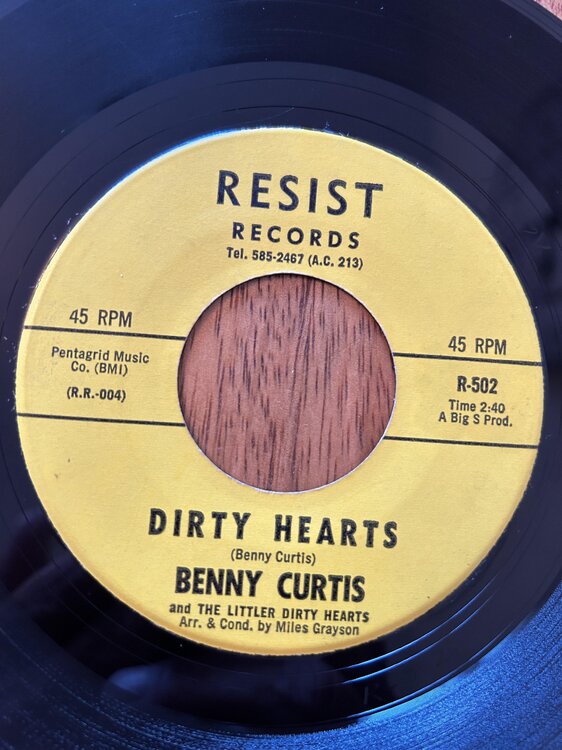 RESIST
RECORDS
Tel. 585-2467 (A.C. 213)
45 RPM
Pentagrid Music
Co. (BMI)
(R.R.-004)
45 RPM
R-502
Time 2:40
A Big S Prod.
DIRTY HEARTS
(Benny Curtis)
BENNY CURTIS
and THE LITTLER DIRTY HEARTS
Arr. & Cond. by Miles Grayson